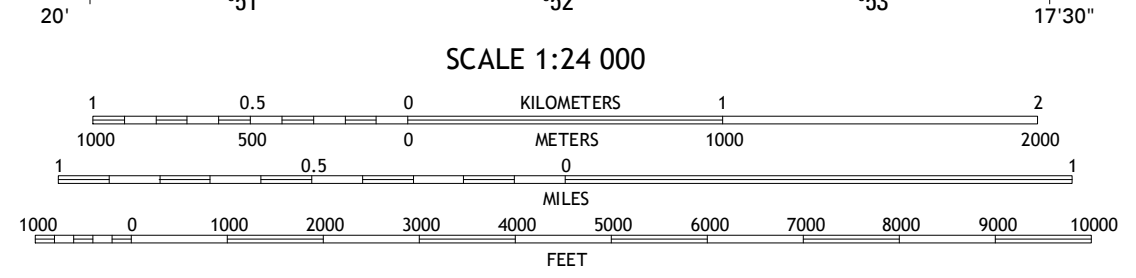 20' 51 52 53 17'30"
SCALE 1:24 000
1 0.5 0 KILOMETERS 1 2
1000 500 0 METERS 1000 2000
1 0.5 0 1
MILES
1000 0 1000 2000 3000 4000 5000 6000 7000 8000 9000 10000
FEET